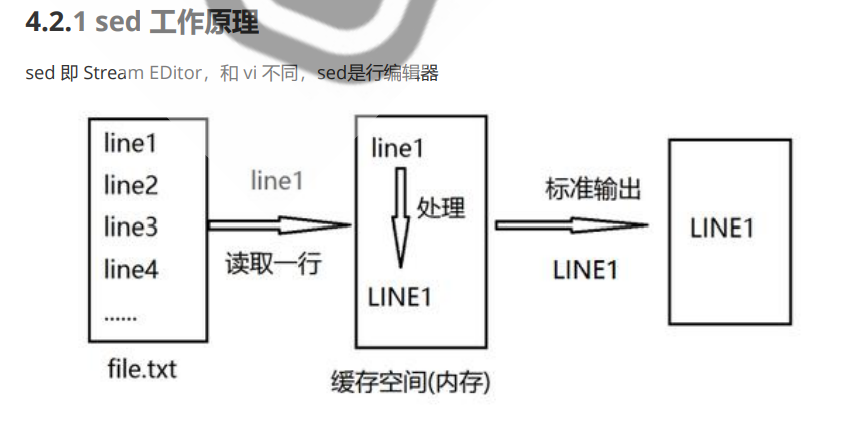 4.2.1 sed 工作原理
sed 即 Stream EDitor，和 vi 不同，sed是行编辑器
line1
line2
line3
line4
……
file.txt
line1
读取一行
line1
处理
LINE1
缓存空间(内存)
标准输出
LINE1
LINE1